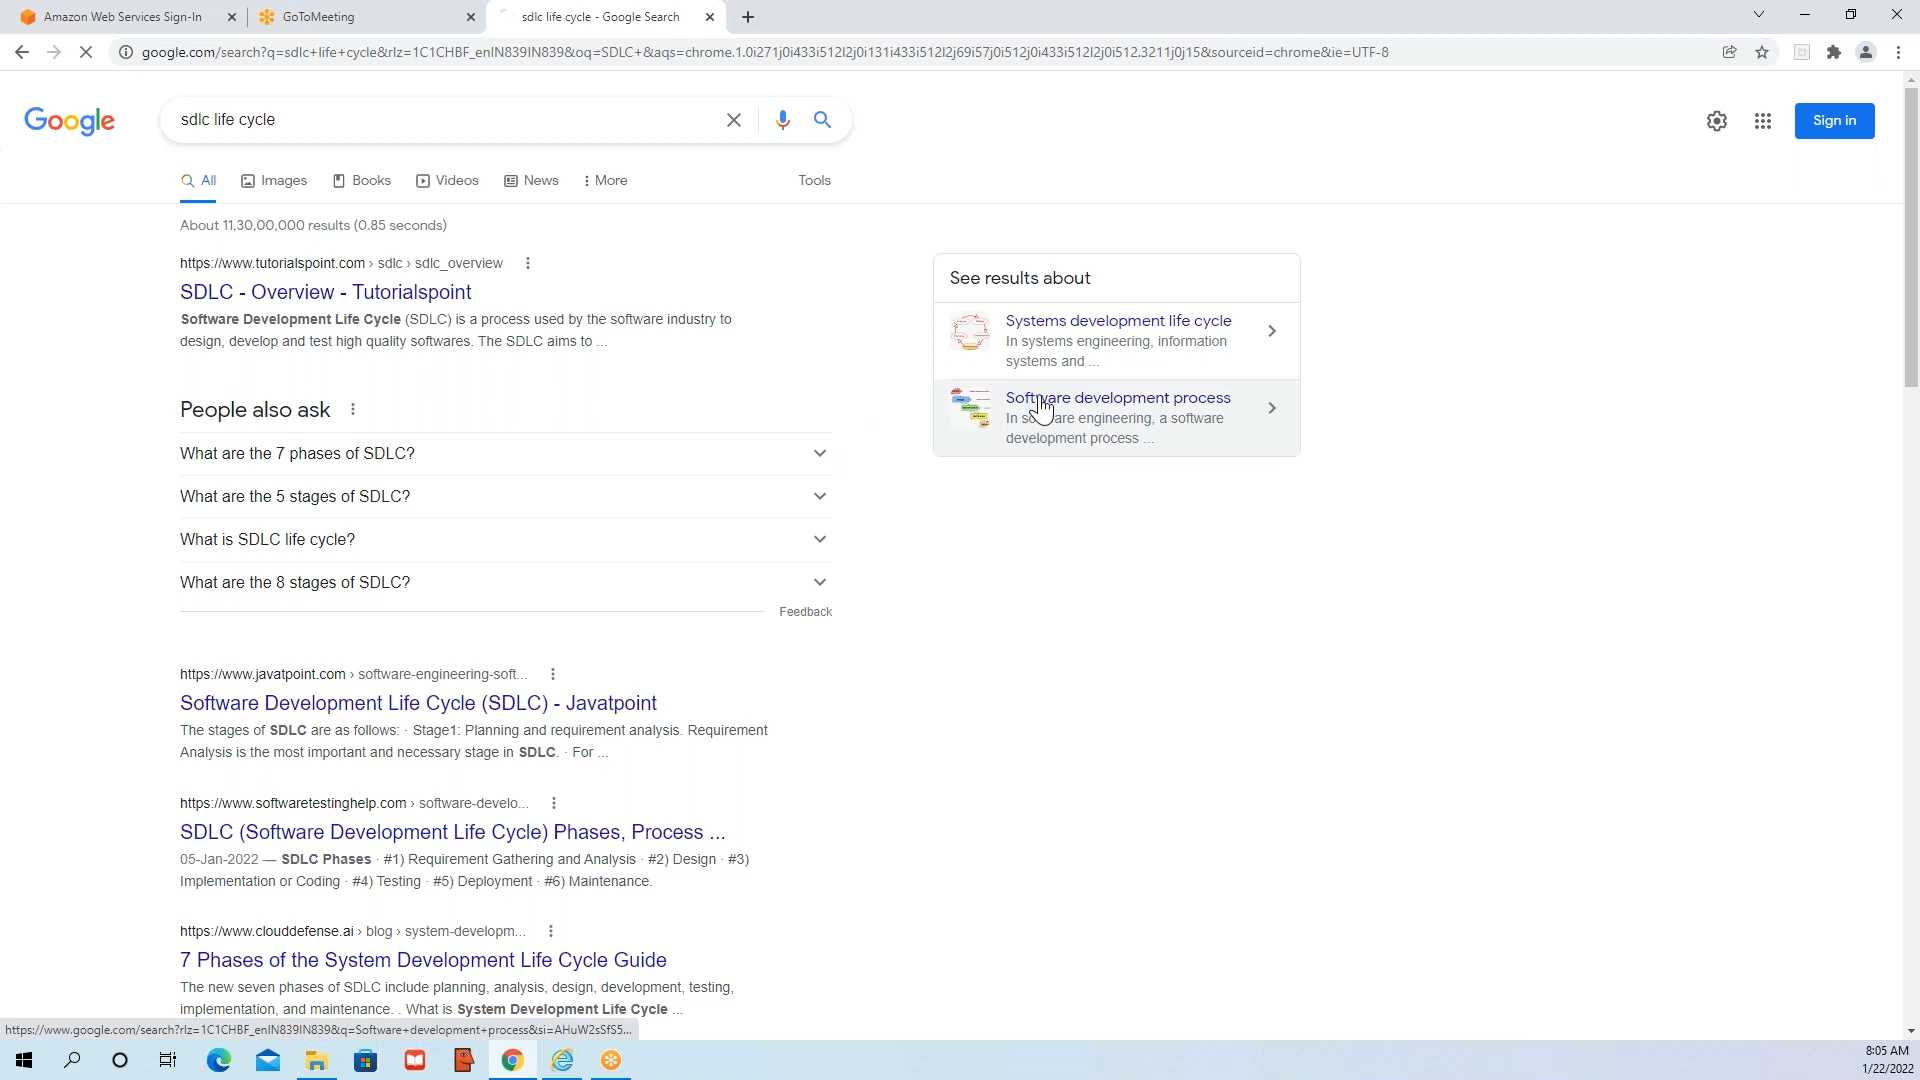 Amazon Web Services Sign-In
GoToMeeting
sdlc life cycle - Google Search
google.com/search?q=sdlc+life+cycle&rlz=1C1CHBF_enIN839IN839&oq=SDLC+&aqs=chrome.1.0i271j0i433i512l2j0i131i433i512l2j69i57j0i512j0i433i512l2j0i512.3211j0j15&sourceid=chrome&ie=UTF-8
Google
sdlc life cycle
Sign in
All
Images
Books
Videos
News
More
Tools
About 11,30,00,000 results (0.85 seconds)
https://www.tutorialspoint.com › sdlc › sdlc_overview
SDLC - Overview - Tutorialspoint
Software Development Life Cycle (SDLC) is a process used by the software industry to
design, develop and test high quality softwares. The SDLC aims to ...
People also ask
What are the 7 phases of SDLC?
What are the 5 stages of SDLC?
What is SDLC life cycle?
What are the 8 stages of SDLC?
Feedback
https://www.javatpoint.com › software-engineering-soft...
Software Development Life Cycle (SDLC) - Javatpoint
The stages of SDLC are as follows: · Stage1: Planning and requirement analysis. Requirement
Analysis is the most important and necessary stage in SDLC. · For ...
https://www.softwaretestinghelp.com › software-develo...
SDLC (Software Development Life Cycle) Phases, Process ...
05-Jan-2022 — SDLC Phases · #1) Requirement Gathering and Analysis · #2) Design · #3)
Implementation or Coding · #4) Testing · #5) Deployment · #6) Maintenance.
https://www.clouddefense.ai › blog › system-developm...
7 Phases of the System Development Life Cycle Guide
The new seven phases of SDLC include planning, analysis, design, development, testing,
implementation, and maintenance. . What is System Development Life Cycle ...
See results about
Systems development life cycle
In systems engineering, information
systems and ...
Software development process
In software engineering, a software
development process ...
https://www.google.com/search?rlz=1C1CHBF_enIN839IN839&q=Software+development+process&si=AHuW2sSfS5...
8:05 AM
1/22/2022